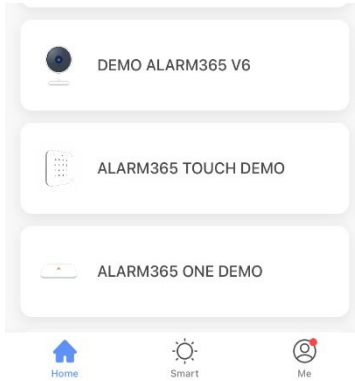 DEMO ALARM365 V6
ALARM365 TOUCH DEMO
ALARM365 ONE DEMO
Home
Smart
Me